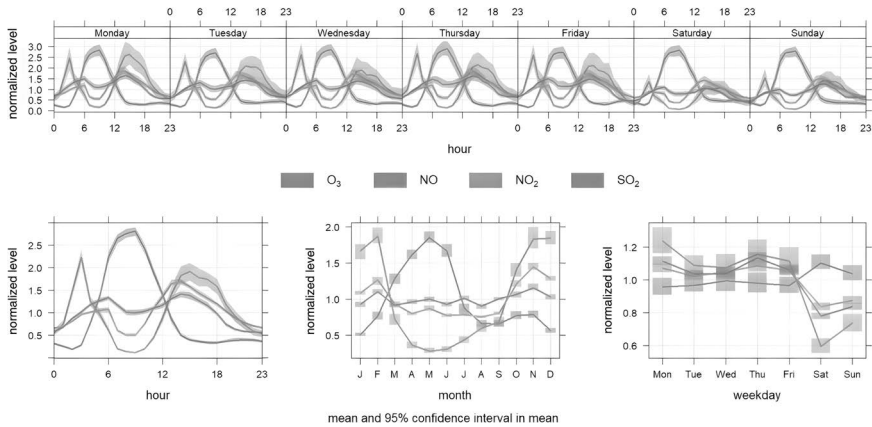 0 6 12 18 23 0 6 12 18 23 0 6 12 18 23
Monday Tuesday Wednesday Thursday Friday Saturday Sunday
normalized level
3.0
2.5
2.0
1.5
1.0
0.5
0.0
0 6 12 18 23 0 6 12 18 23 0 6 12 18 23 0 6 12 18 23
hour
O₃ NO NO₂ SO₂
normalized level
2.5
2.0
1.5
1.0
0.5
0 6 12 18 23
hour
normalized level
2.0
1.5
1.0
0.5
J F M A M J J A S O N D
month
normalized level
1.2
1.0
0.8
0.6
Mon Tue Wed Thu Fri Sat Sun
weekday
mean and 95% confidence interval in mean